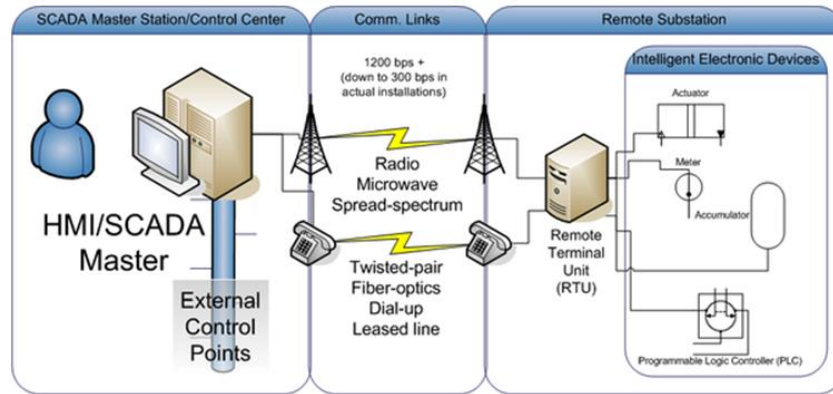 SCADA Master Station/Control Center
HMI/SCADA
Master
External
Control
Points
Comm. Links
1200 bps +
(down to 300 bps in
actual installations)
Radio
Microwave
Spread-spectrum
Twisted-pair
Fiber-optics
Dial-up
Leased line
Remote Substation
Remote
Terminal
Unit
(RTU)
Intelligent Electronic Devices
Actuator
Meter
Accumulator
Programmable Logic Controller (PLC)